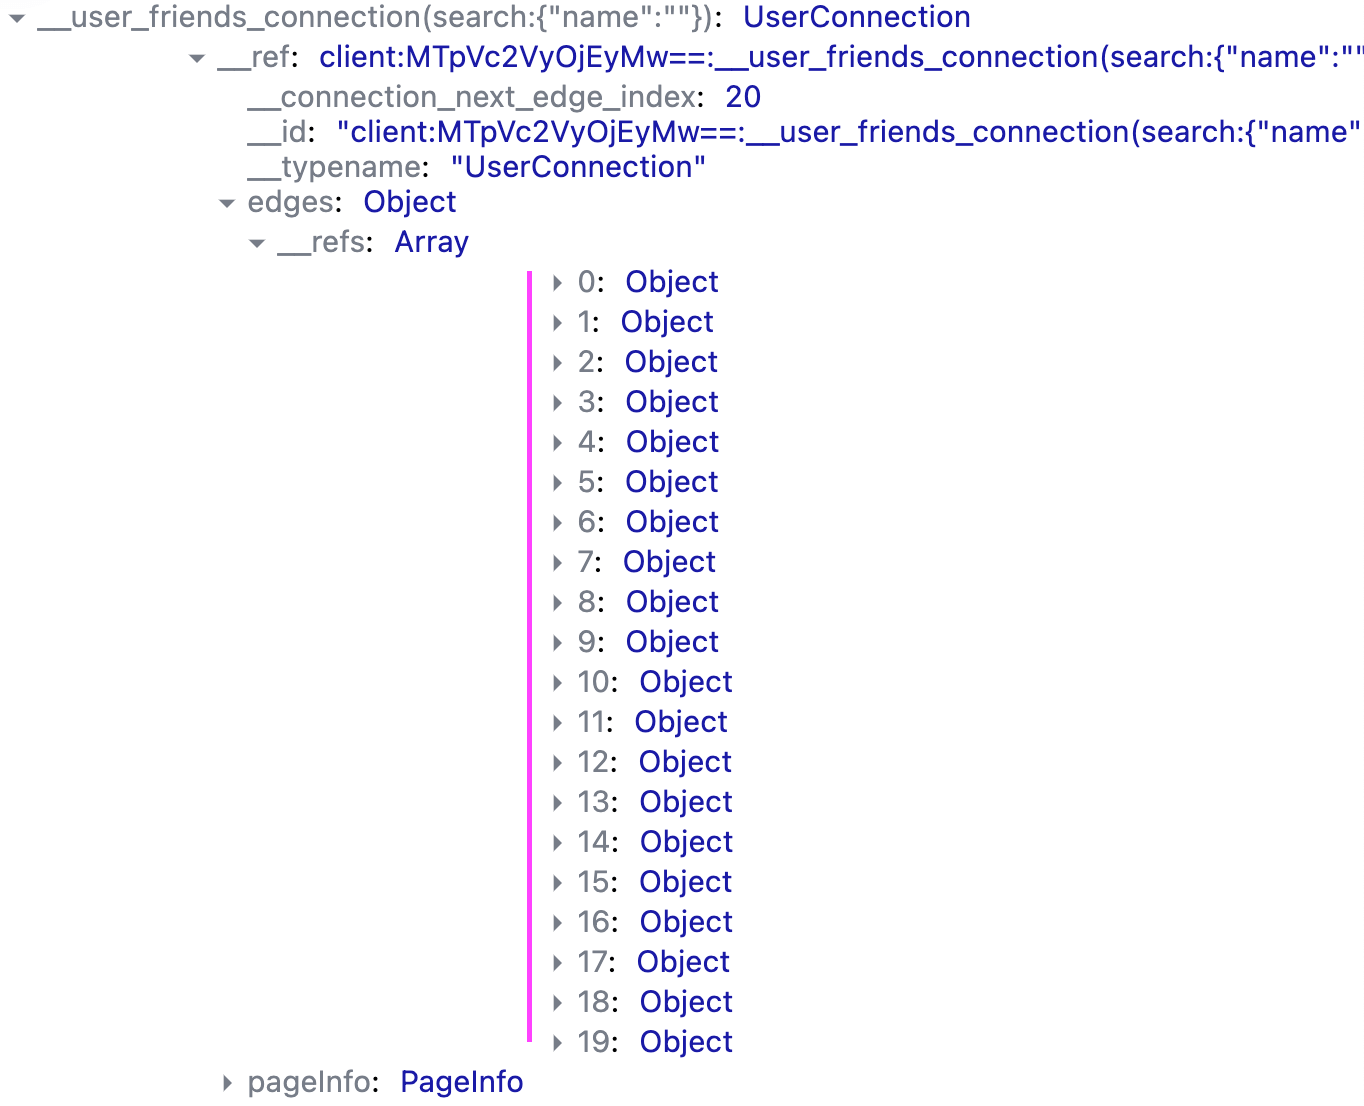 __user_friends_connection(search:{"name":""}): UserConnection
__ref: client:MTpVc2VyOjEyMw==:__user_friends_connection(search:{"name":""
__connection_next_edge_index: 20
__id: "client:MTpVc2VyOjEyMw==:__user_friends_connection(search:{"name"
__typename: "UserConnection"
edges: Object
__refs: Array
0: Object
1: Object
2: Object
3: Object
4: Object
5: Object
6: Object
7: Object
8: Object
9: Object
10: Object
11: Object
12: Object
13: Object
14: Object
15: Object
16: Object
17: Object
18: Object
19: Object
pageInfo: PageInfo